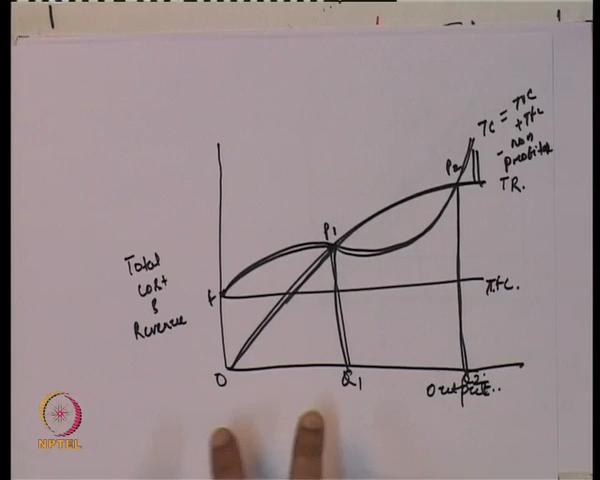 TC = TVC
+TFC
- non
profitable
P2
TR.
P1
Total
cost
&
Revenue
F
TFC.
O
Q1
Q2
Output..
NPTEL